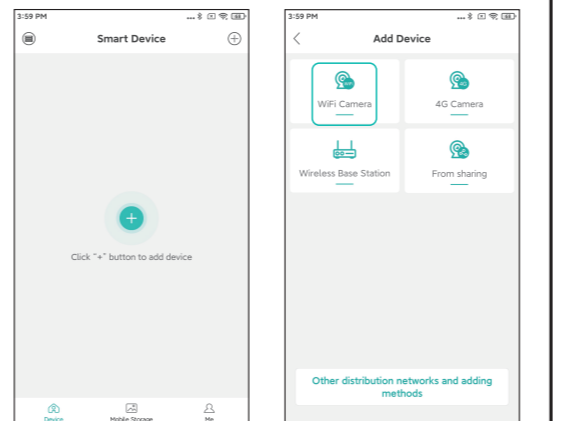 3:59 PM
Smart Device
Click "+" button to add device
Device
Mobile Storage
Me
3:59 PM
Add Device
WiFi Camera
4G Camera
Wireless Base Station
From sharing
Other distribution networks and adding
methods